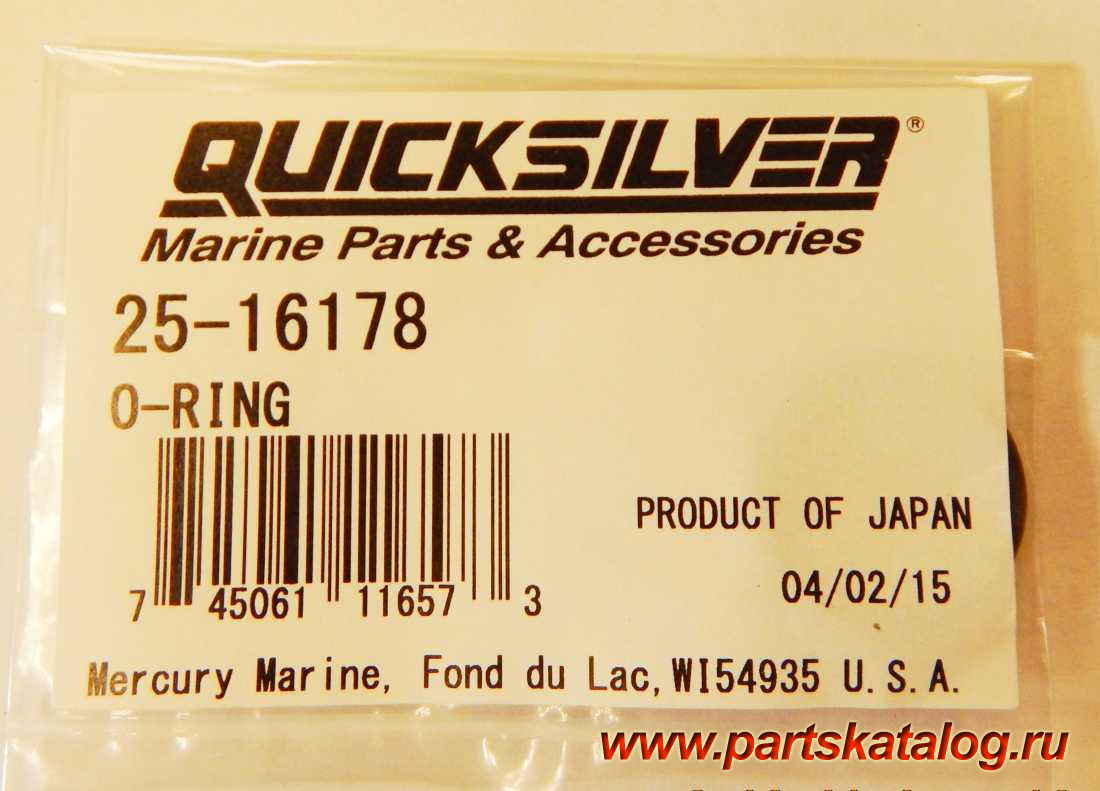 QUICKSILVER®
Marine Parts & Accessories
25-16178
O-RING
PRODUCT OF JAPAN
7 45061 11657 3
04/02/15
Mercury Marine, Fond du Lac, WI54935 U.S.A.
www.partskatalog.ru